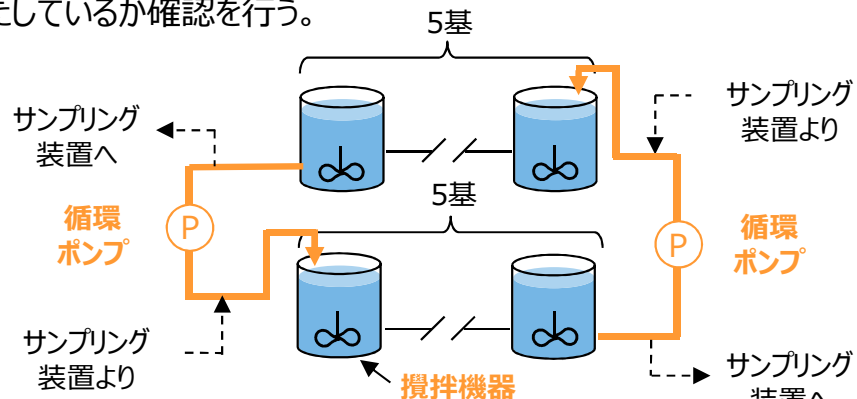 たしているか確認を行う。
5基
サンプリング
装置へ
サンプリング
装置より
5基
循環
ポンプ
P
P
循環
ポンプ
サンプリング
装置より
攪拌機器
サンプリング
装置へ